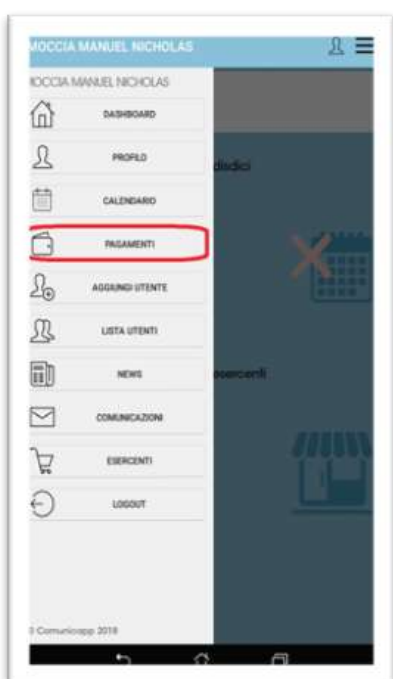 MOCCIA MANUEL NICHOLAS
MOCCIA MANUEL NICHOLAS
DASHBOARD
PROFILO
disdici
CALENDARIO
PAGAMENTI
AGGIUNGI UTENTE
LISTA UTENTI
NEWS
esercenti
COMUNICAZIONI
ESERCENTI
LOGOUT
© Comunicapp 2018